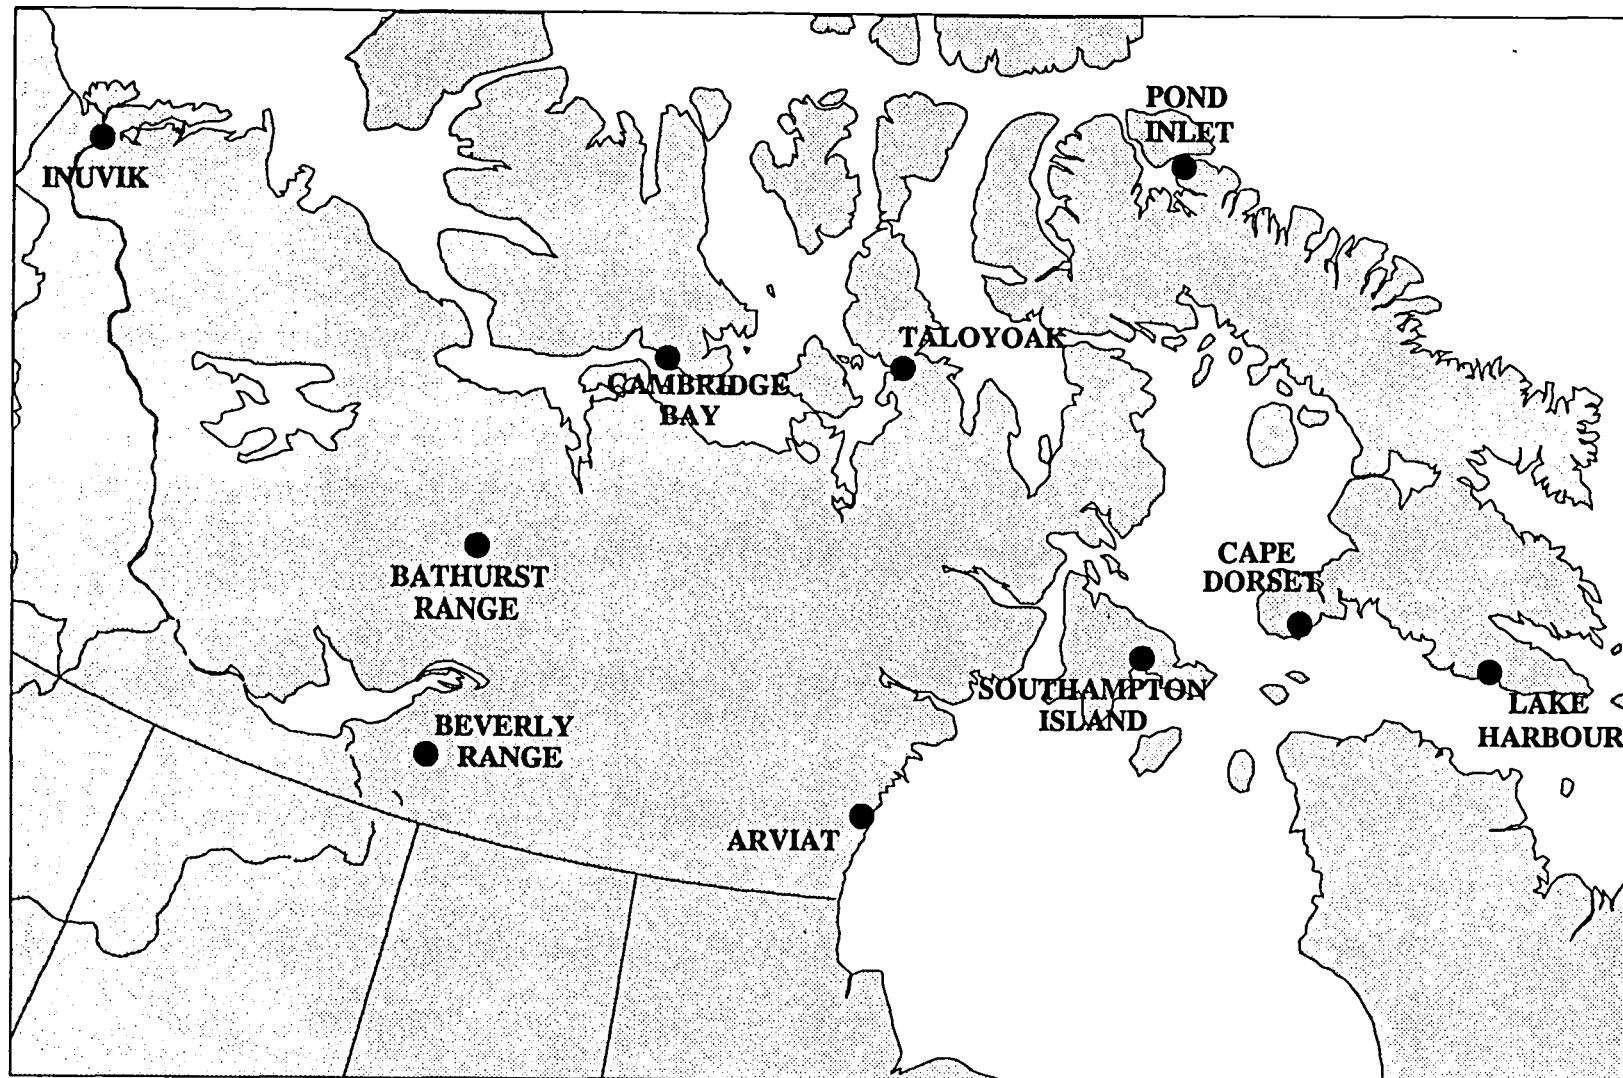 POND
INLET
INUVIK
TALOYOAK
CAMBRIDGE
BAY
CAPE
DORSET
BATHURST
RANGE
SOUTHAMPTON
ISLAND
LAKE
HARBOUR
BEVERLY
RANGE
ARVIAT